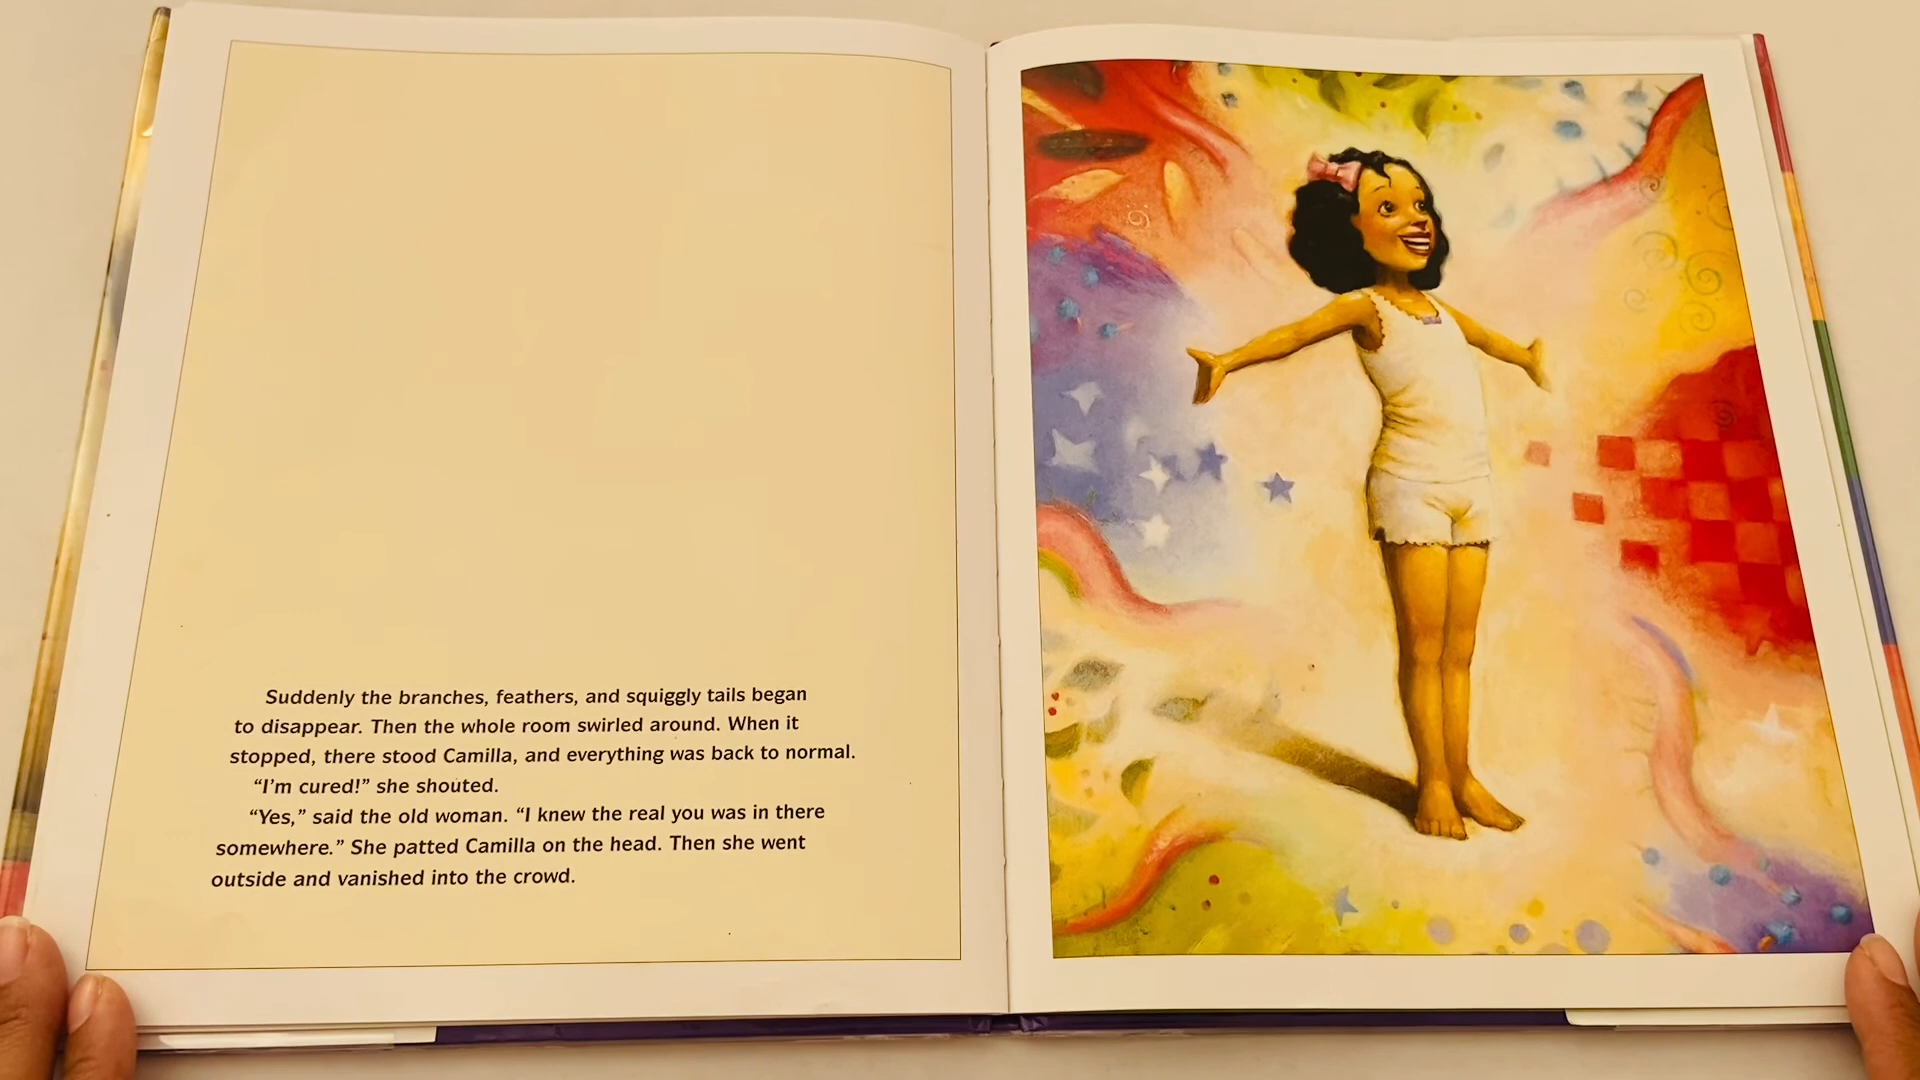 Suddenly the branches, feathers, and squiggly tails began
to disappear. Then the whole room swirled around. When it
stopped, there stood Camilla, and everything was back to normal.
“I’m cured!” she shouted.
“Yes,” said the old woman. “I knew the real you was in there
somewhere.” She patted Camilla on the head. Then she went
outside and vanished into the crowd.